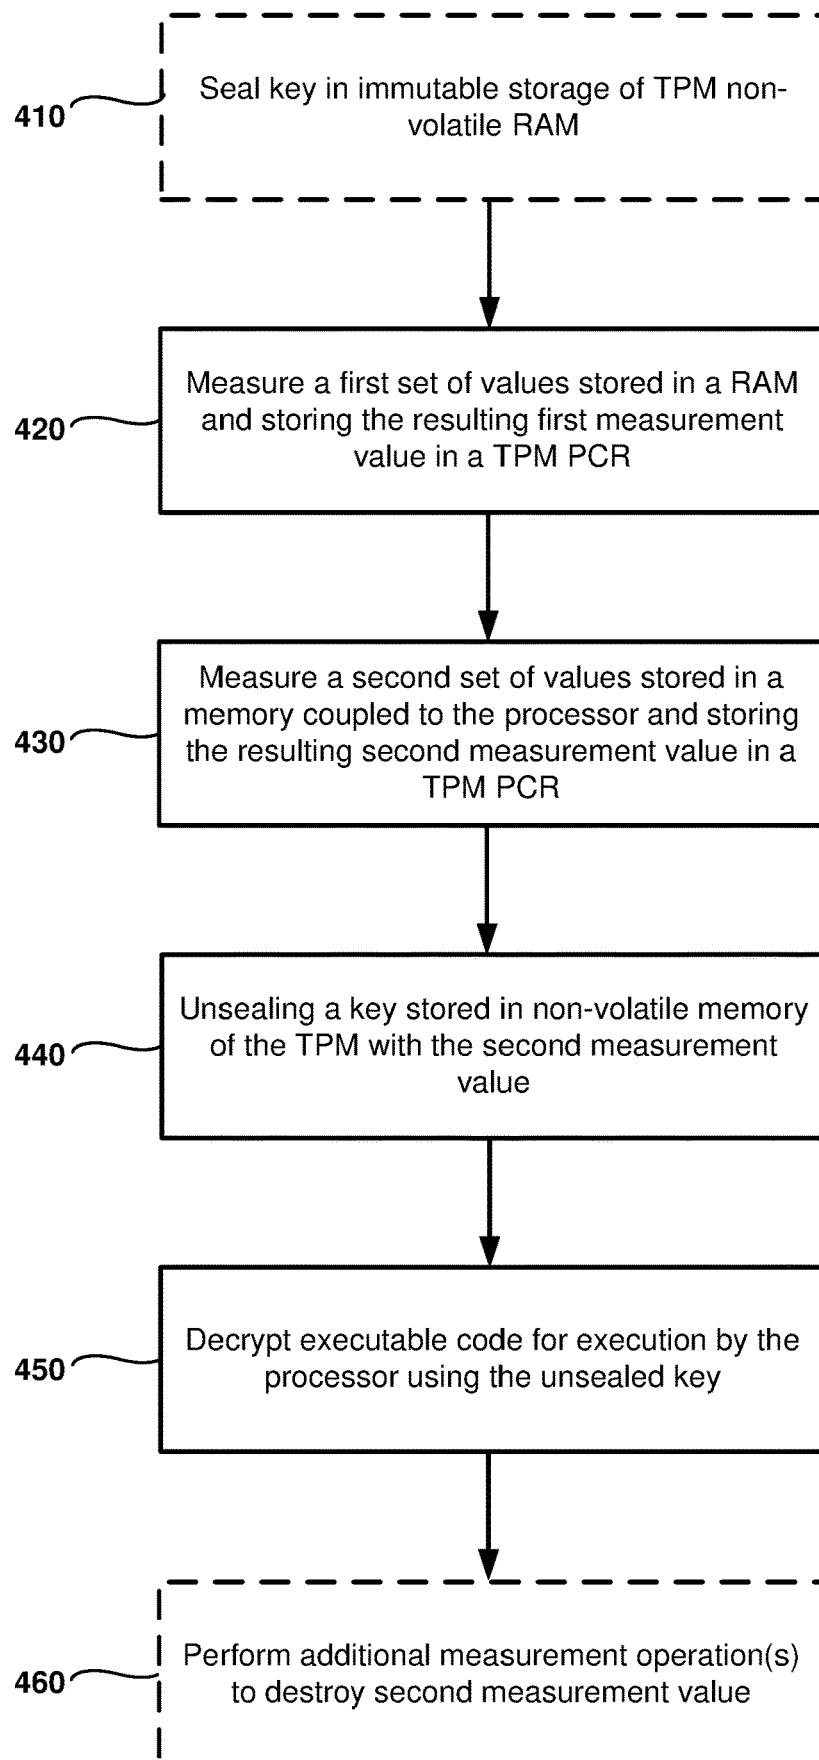 410
Seal key in immutable storage of TPM non-
volatile RAM
420
Measure a first set of values stored in a RAM
and storing the resulting first measurement
value in a TPM PCR
430
Measure a second set of values stored in a
memory coupled to the processor and storing
the resulting second measurement value in a
TPM PCR
440
Unsealing a key stored in non-volatile memory
of the TPM with the second measurement
value
450
Decrypt executable code for execution by the
processor using the unsealed key
460
Perform additional measurement operation(s)
to destroy second measurement value